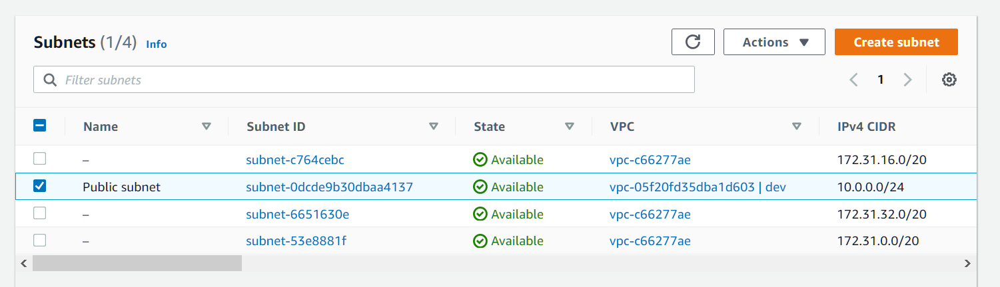 Subnets (1/4) Info
Actions Create subnet
Filter subnets
1
Name Subnet ID State VPC IPv4 CIDR
– subnet-c764cebc Available vpc-c66277ae 172.31.16.0/20
Public subnet subnet-0dcde9b30dbaa4137 Available vpc-05f20fd35dba1d603 | dev 10.0.0.0/24
– subnet-6651630e Available vpc-c66277ae 172.31.32.0/20
– subnet-53e8881f Available vpc-c66277ae 172.31.0.0/20